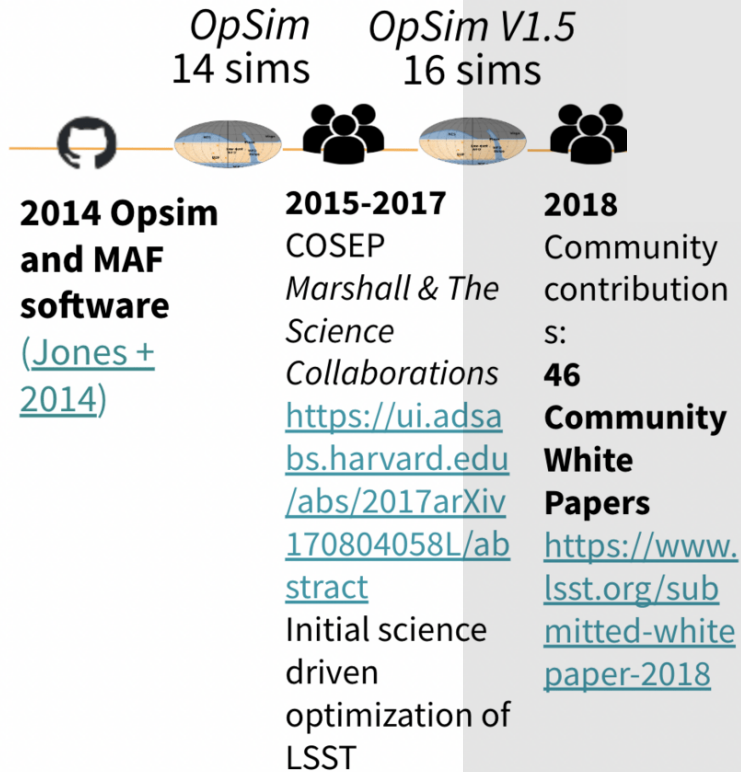 OpSim
14 sims
OpSim V1.5
16 sims
2014 Opsim
and MAF
software
(Jones +
2014)
2015-2017
COSEP
Marshall & The
Science
Collaborations
https://ui.adsa
bs.harvard.edu
/abs/2017arXiv
170804058L/ab
stract
Initial science
driven
optimization of
LSST
2018
Community
contribution
s:
46
Community
White
Papers
https://www.
lsst.org/sub
mitted-white
paper-2018